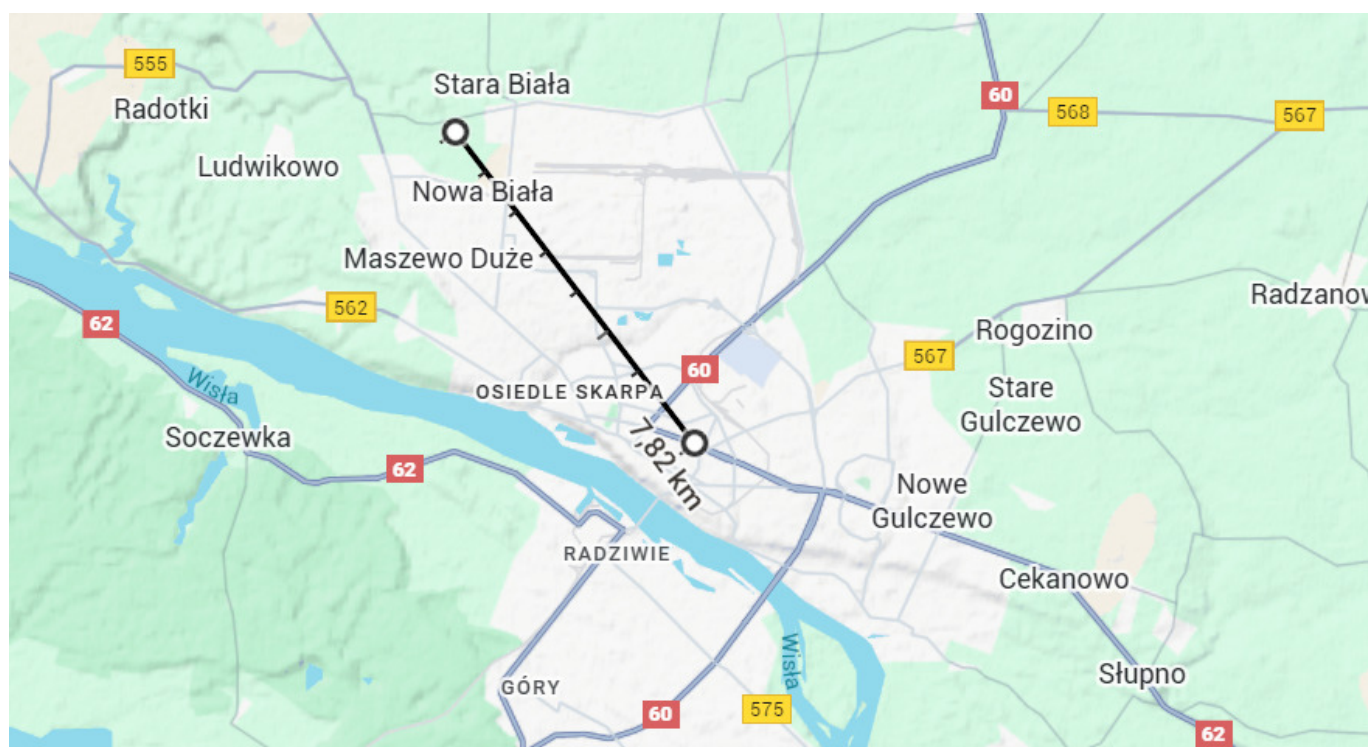 555
Stara Biała
60
568
567
Radotki
Ludwikowo
Nowa Biała
Maszewo Duże
562
62
Radzanow
Rogozino
567
60
OSIEDLE SKARPA
Stare
Gulczewo
Wisła
Soczewka
62
7,82 km
Nowe
Gulczewo
RADZIWIE
Cekanowo
Wisła
GÓRY
60
575
Słupno
62